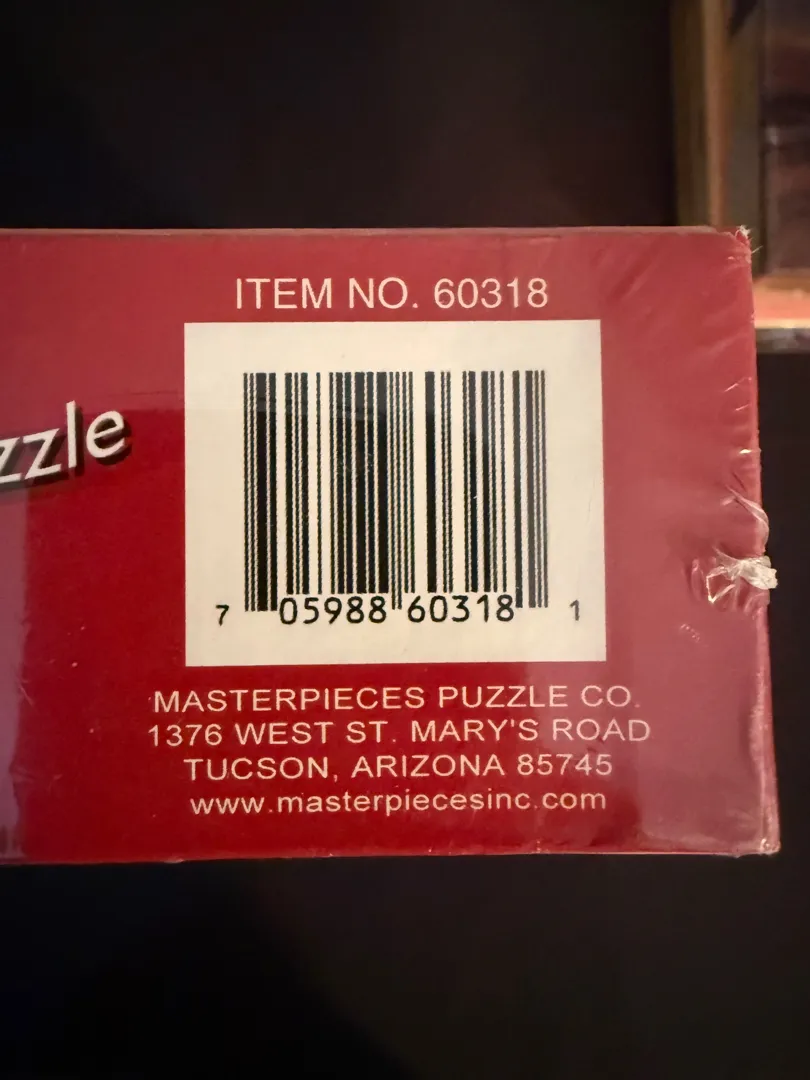 ITEM NO. 60318
zzle
7 05988 60318 1
MASTERPIECES PUZZLE CO.
1376 WEST ST. MARY'S ROAD
TUCSON, ARIZONA 85745
www.masterpiecesinc.com